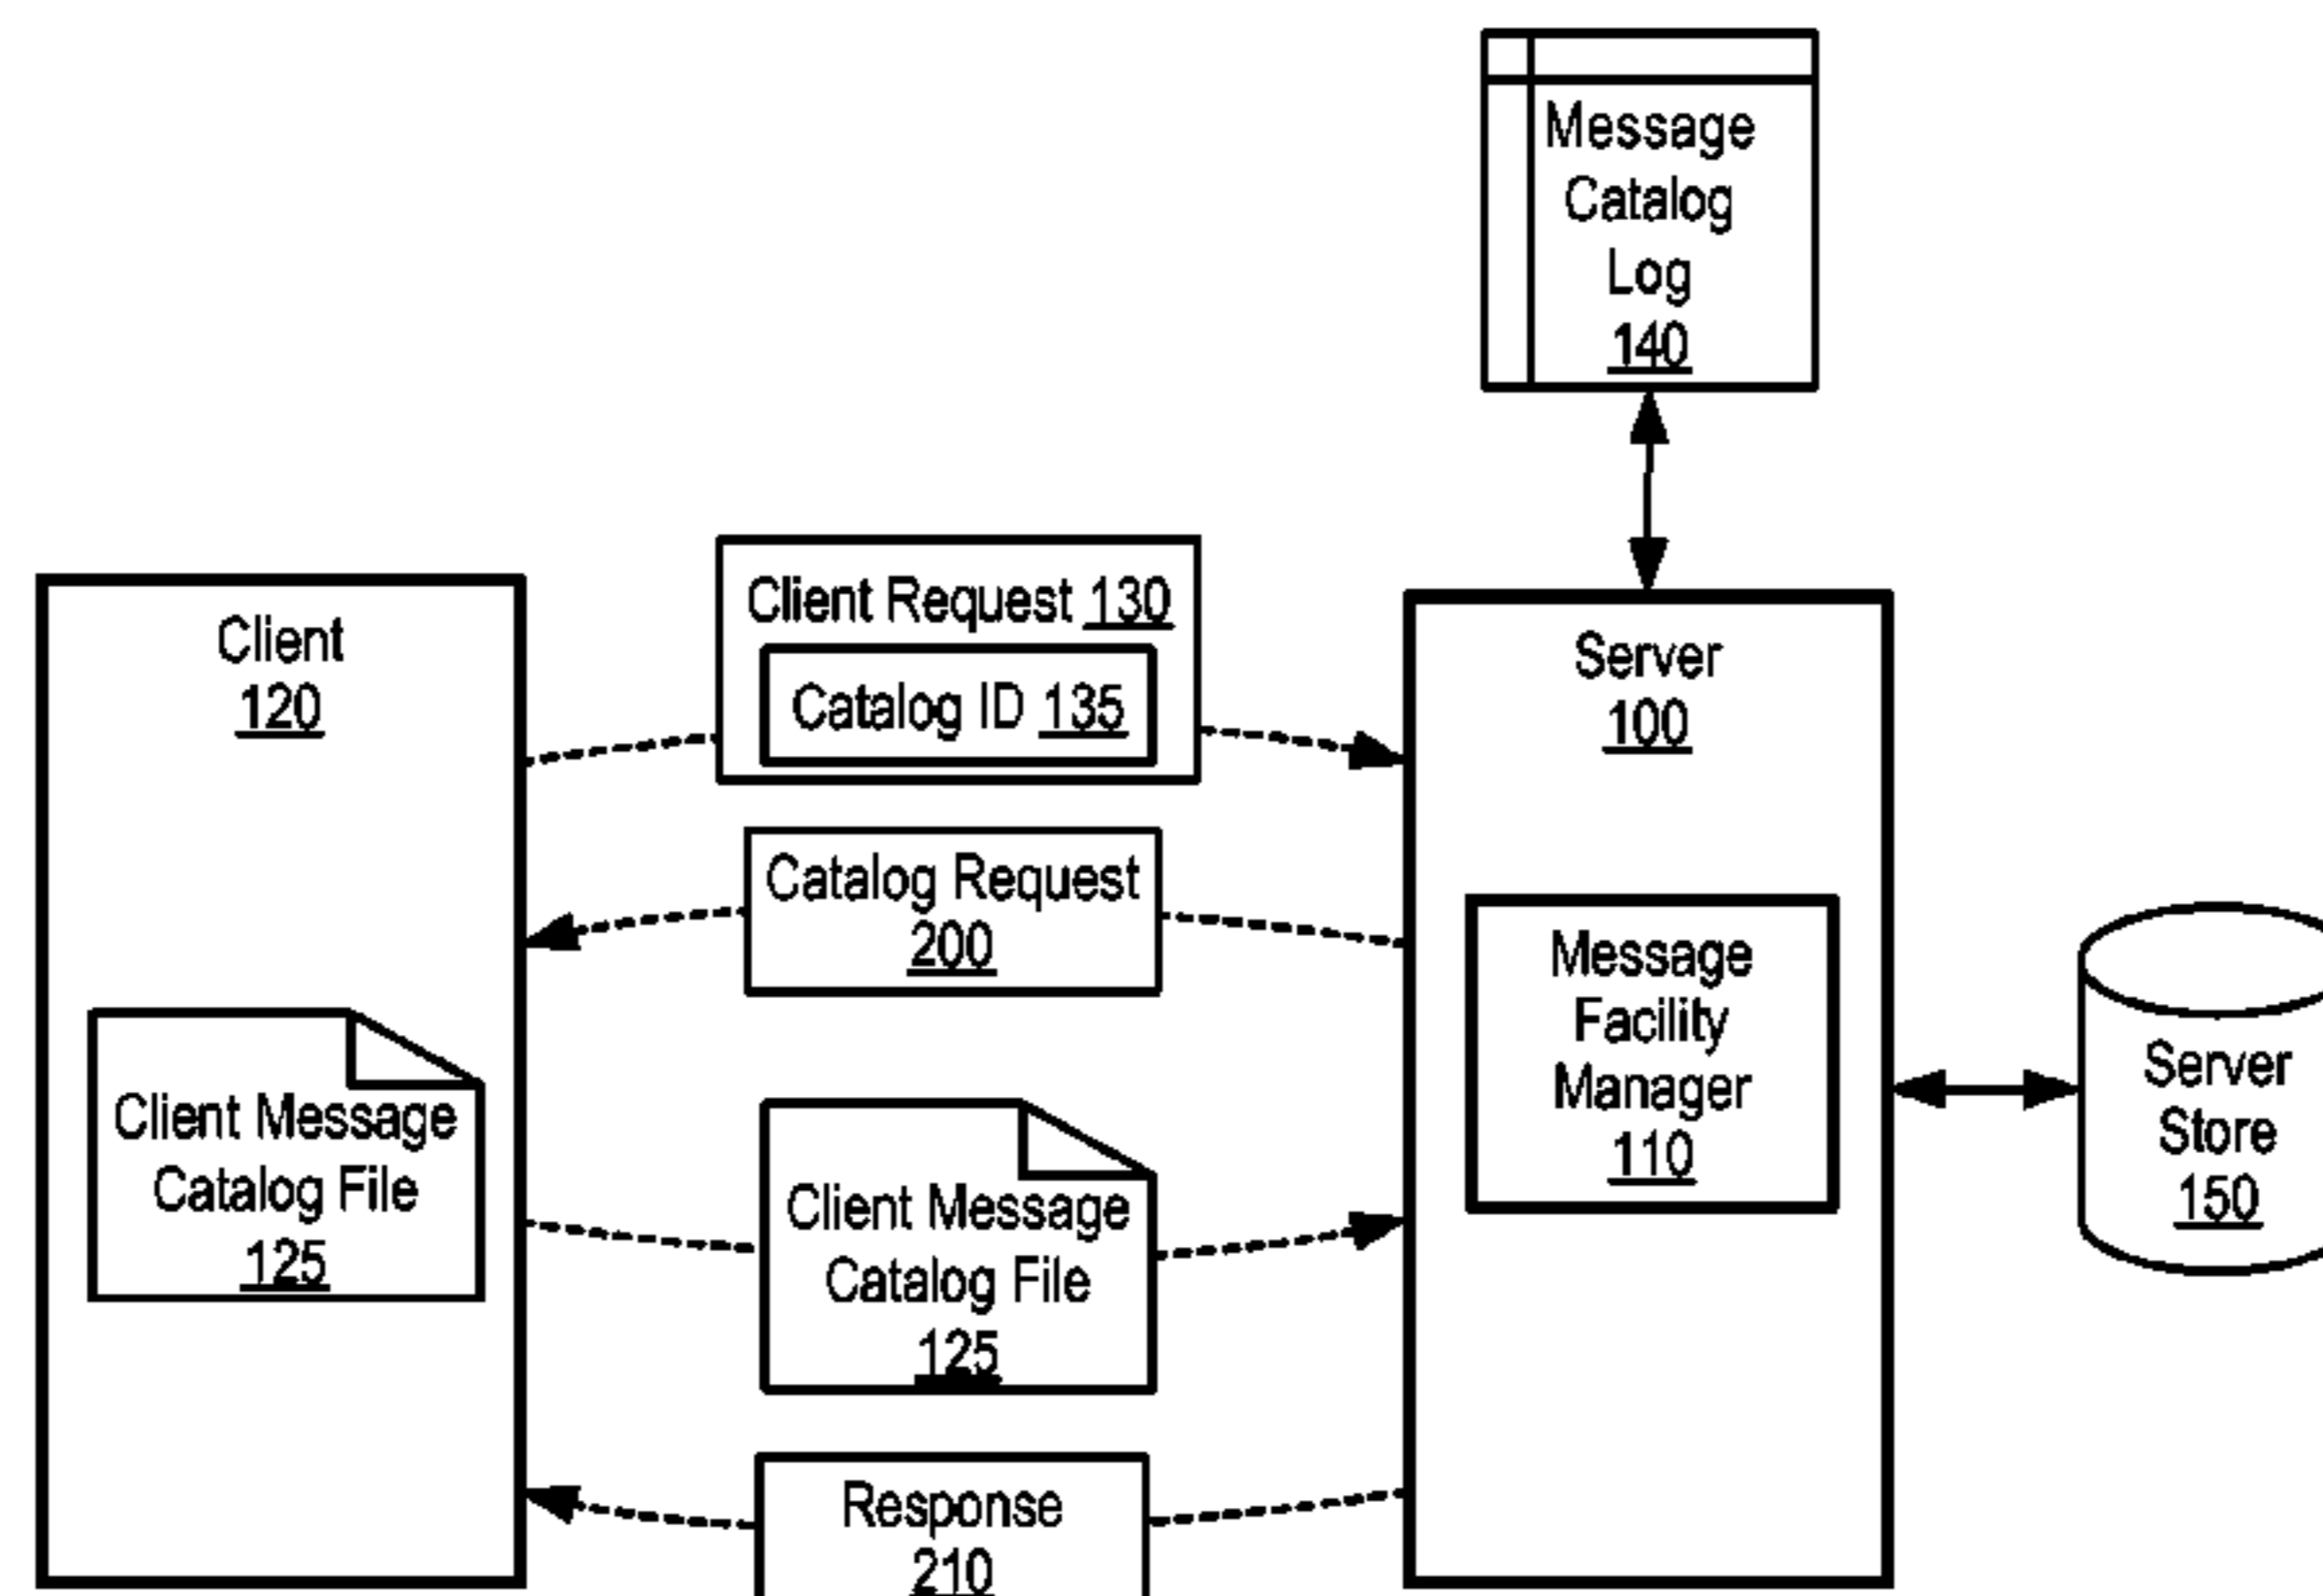 Message
Catalog
Log
140
Client
120
Client Request 130
Catalog ID 135
Server
100
Catalog Request
200
Message
Facility
Manager
110
Server
Store
150
Client Message
Catalog File
125
Client Message
Catalog File
125
Response
210